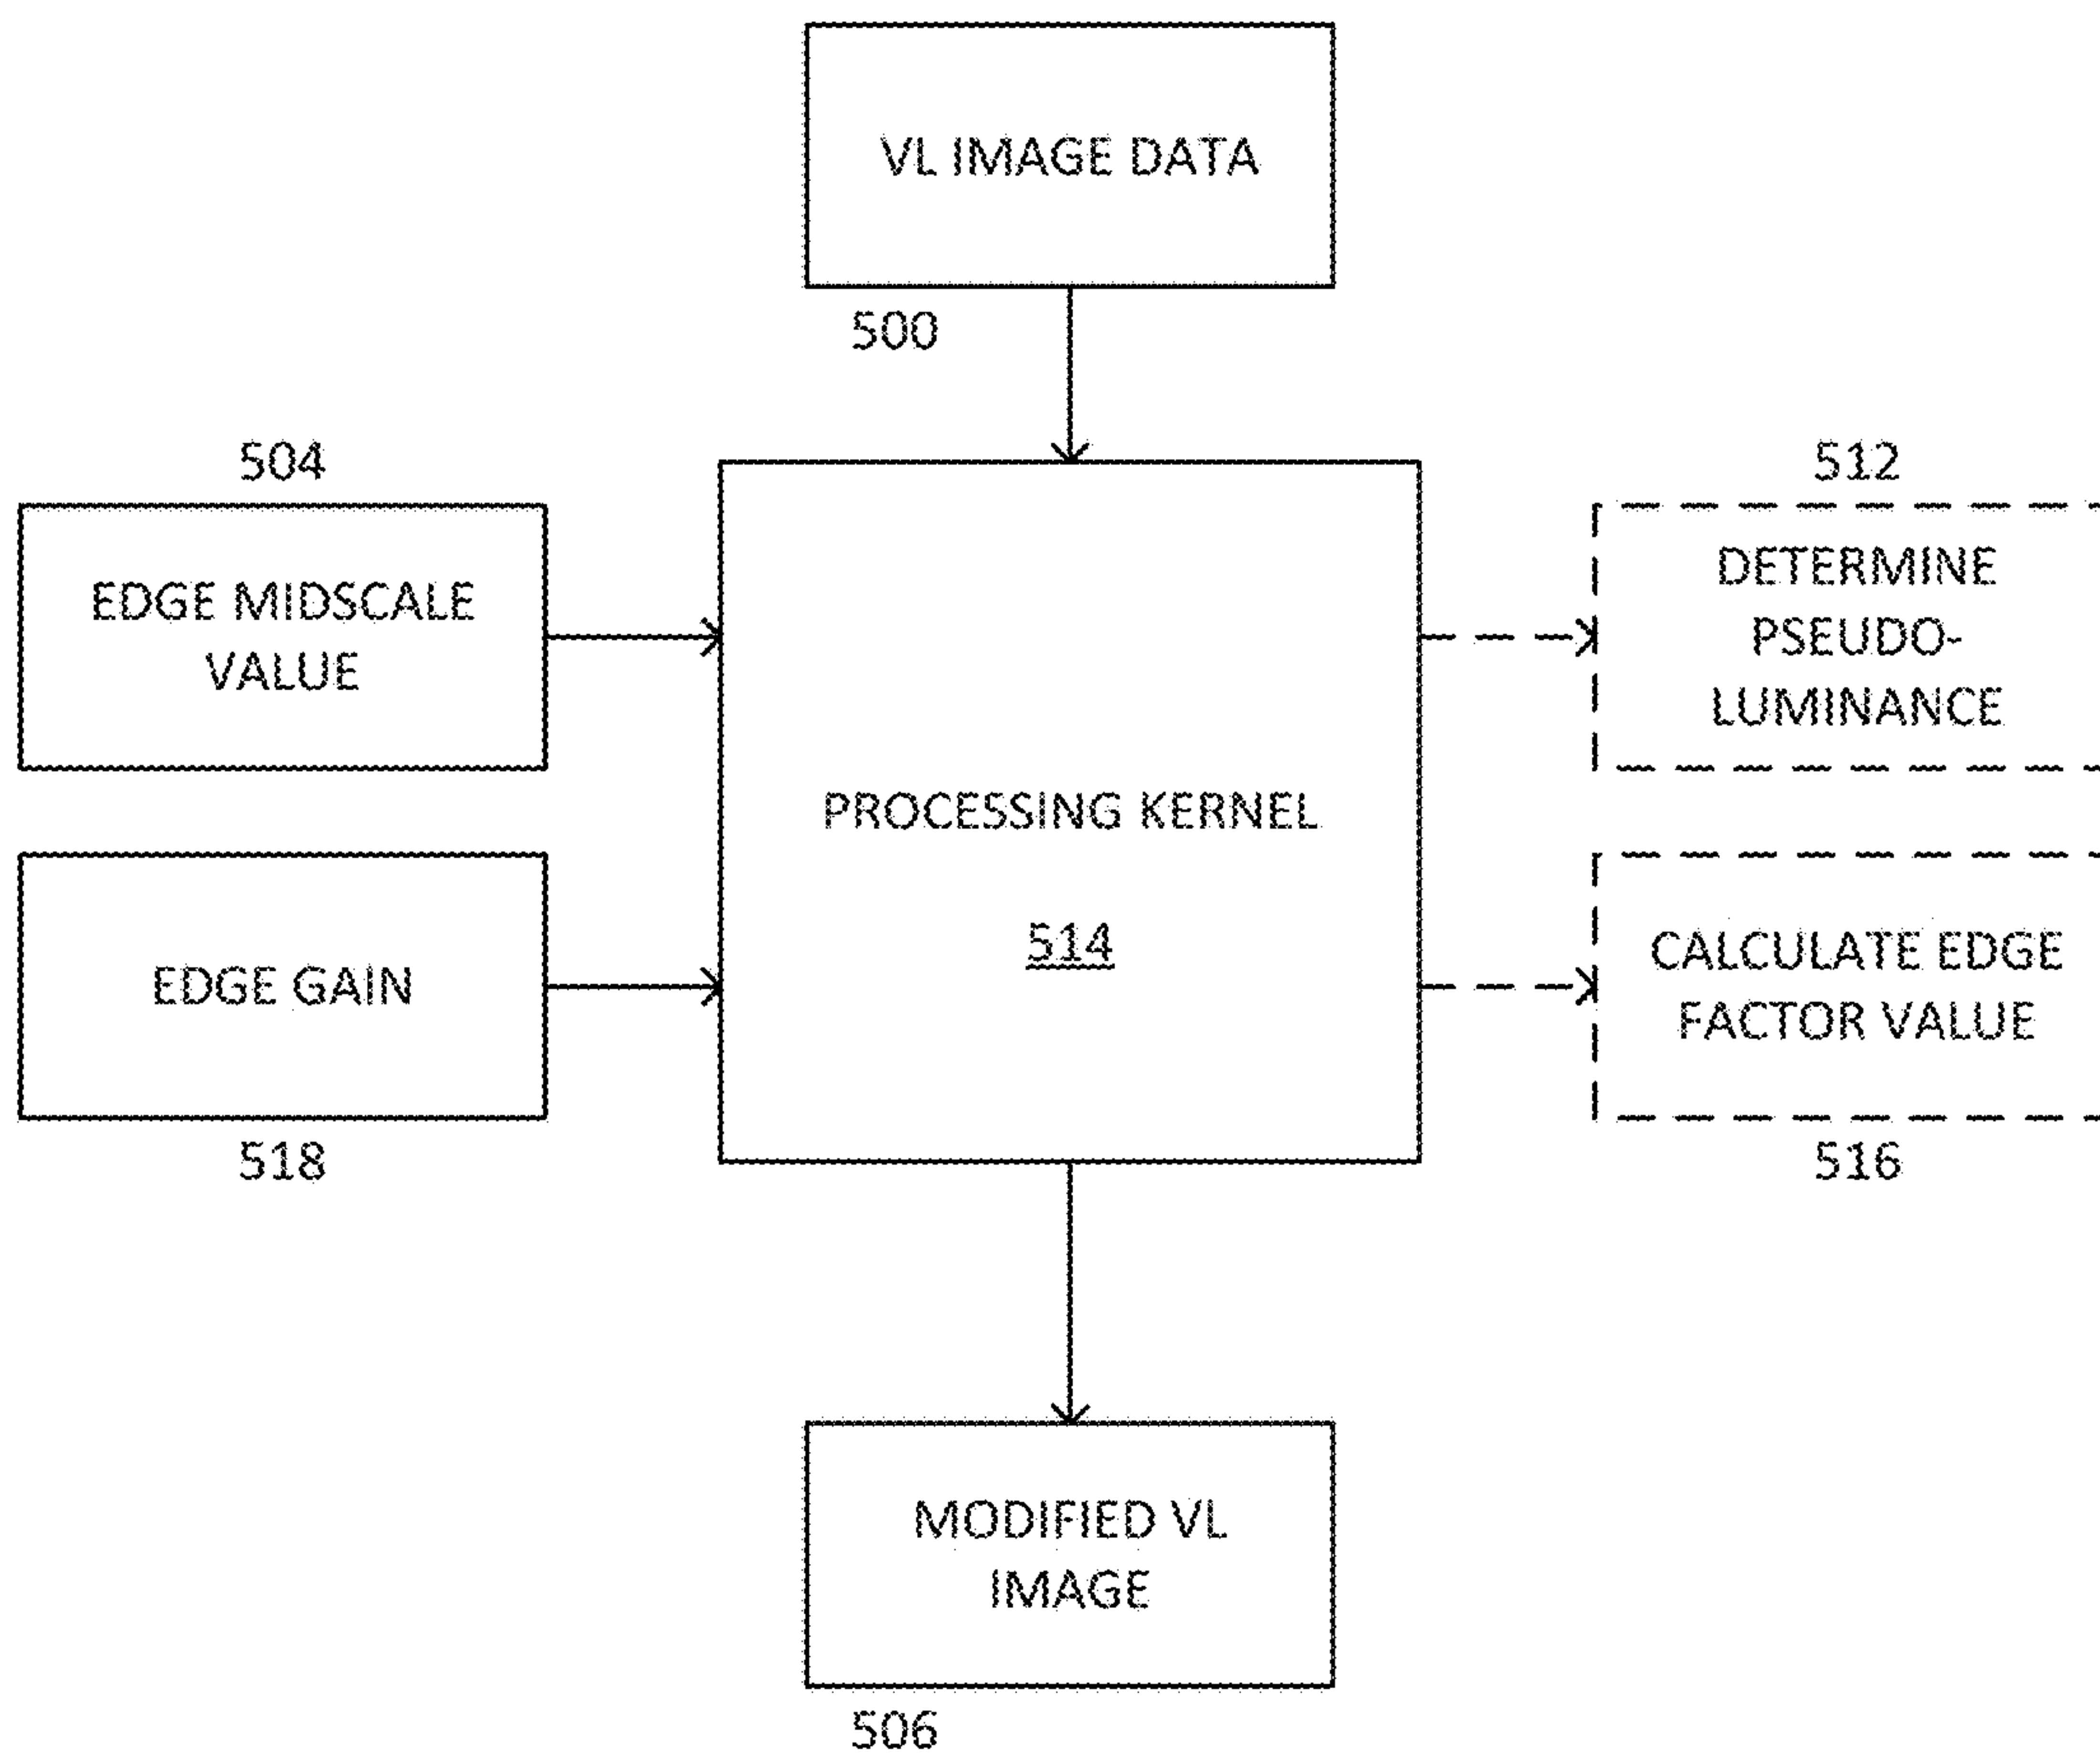 VL IMAGE DATA
500
504
512
EDGE MIDSCALE
VALUE
DETERMINE
PSEUDO-
LUMINANCE
PROCESSING KERNEL
514
EDGE GAIN
518
CALCULATE EDGE
FACTOR VALUE
516
MODIFIED VL
IMAGE
506